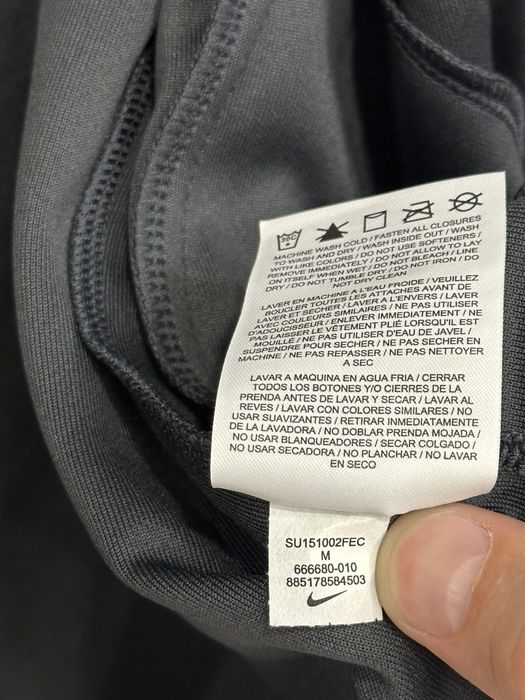 30C
MACHINE WASH COLD / FASTEN ALL CLOSURES
TO WASH AND DRY / WASH INSIDE OUT / WASH
WITH LIKE COLORS / DO NOT USE SOFTENERS /
REMOVE IMMEDIATELY / DO NOT ALLOW TO LAY
ON ITSELF WHEN WET / DO NOT BLEACH / LINE
DRY / DO NOT TUMBLE DRY / DO NOT IRON / DO
NOT DRY CLEAN
LAVER EN MACHINE A L'EAU FROIDE / VEUILLEZ
BOUCLER TOUTES LES ATTACHES AVANT DE
LAVER ET SECHER / LAVER A L'ENVERS / LAVER
AVEC COULEURS SIMILAIRES / NE PAS UTILISER
D'ADOUCISSEUR / ENLEVER IMMEDIATEMENT / NE
PAS LAISSER LE VÊTEMENT PLIÉ LORSQU'IL EST
MOUILLÉ / NE PAS UTILISER D'EAU DE JAVEL /
SUSPENDRE POUR SECHER / NE PAS SECHER EN
MACHINE / NE PAS REPASSER / NE PAS NETTOYER
A SEC
LAVAR A MAQUINA EN AGUA FRIA / CERRAR
TODOS LOS BOTONES Y/O CIERRES DE LA
PRENDA ANTES DE LAVAR Y SECAR / LAVAR AL
REVES / LAVAR CON COLORES SIMILARES / NO
USAR SUAVIZANTES / RETIRAR INMEDIATAMENTE
DE LA LAVADORA / NO DOBLAR PRENDA MOJADA /
NO USAR BLANQUEADORES / SECAR COLGADO /
NO USAR SECADORA / NO PLANCHAR / NO LAVAR
EN SECO
SU151002FEC
M
666680-010
885178584503